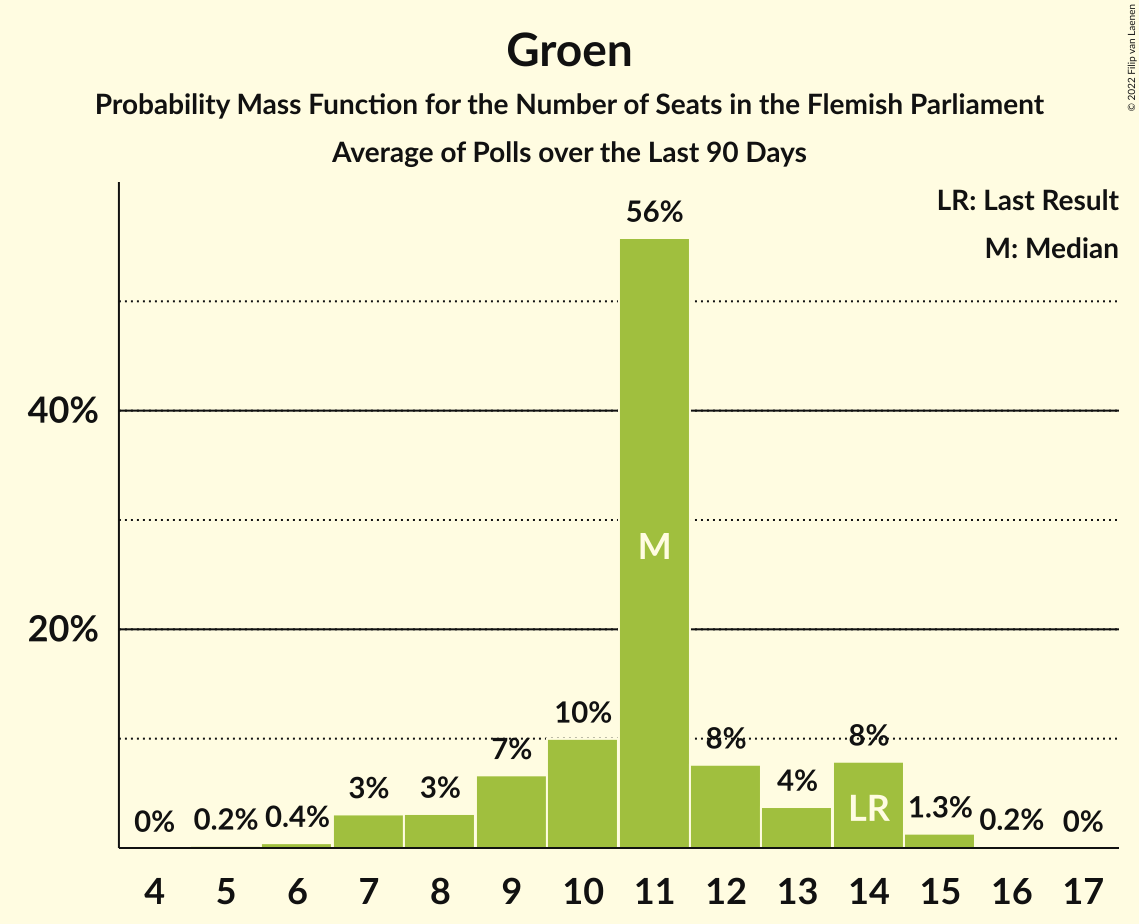 Groen
Probability Mass Function for the Number of Seats in the Flemish Parliament
Average of Polls over the Last 90 Days
© 2022 Filip van Laenen
LR: Last Result
M: Median
40%
20%
0%
0.2%
0.4%
3%
3%
7%
10%
56%
8%
4%
8%
1.3%
0.2%
0%
M
LR
4 5 6 7 8 9 10 11 12 13 14 15 16 17